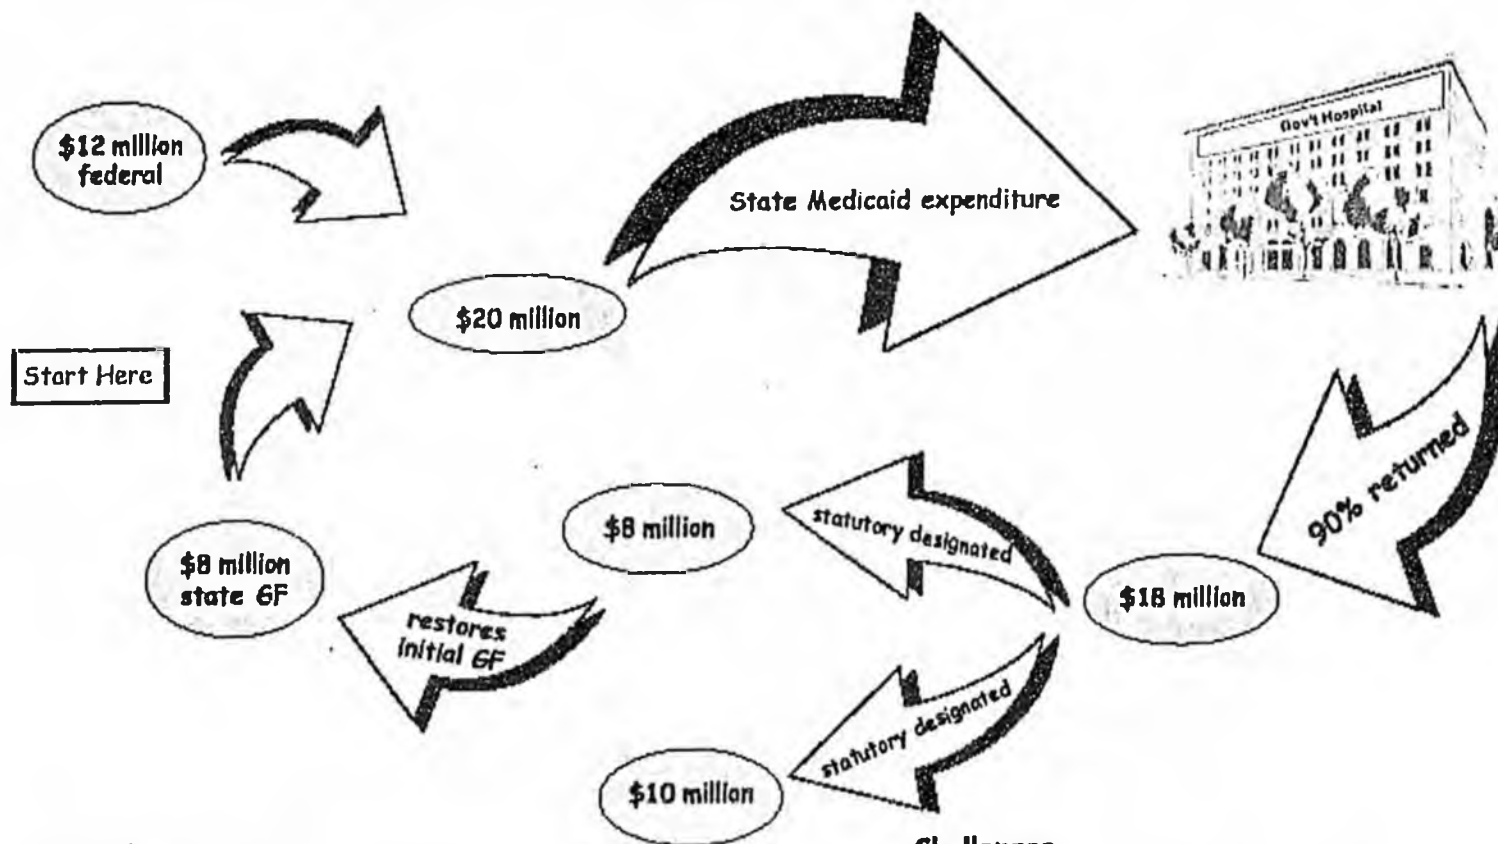 $12 million
federal
Gov't Hospital
State Medicaid expenditure
$20 million
Start Here
90% returned
statutory designated
$8 million
$8 million
state GF
$18 million
restores
initial GF
statutory designated
$10 million